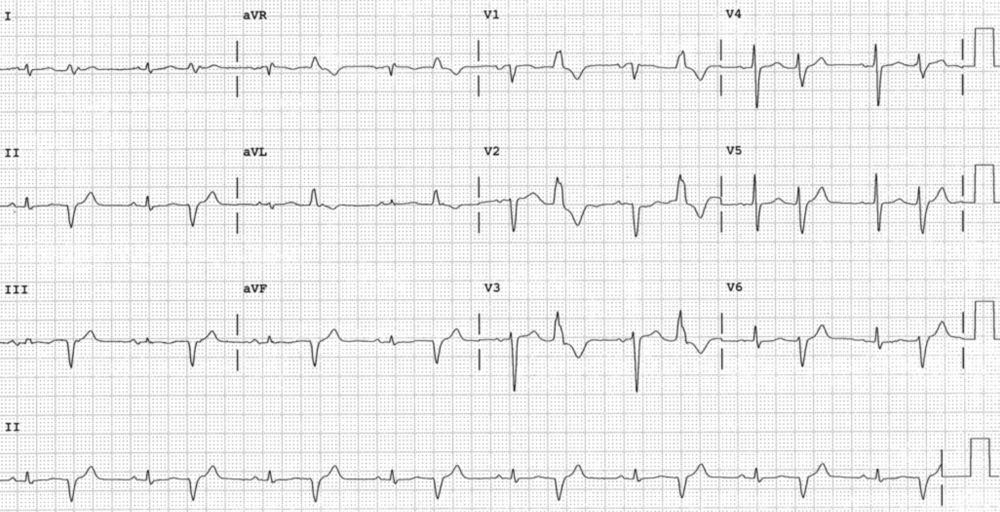 I aVR V1 V4
II aVL V2 V5
III aVF V3 V6
II